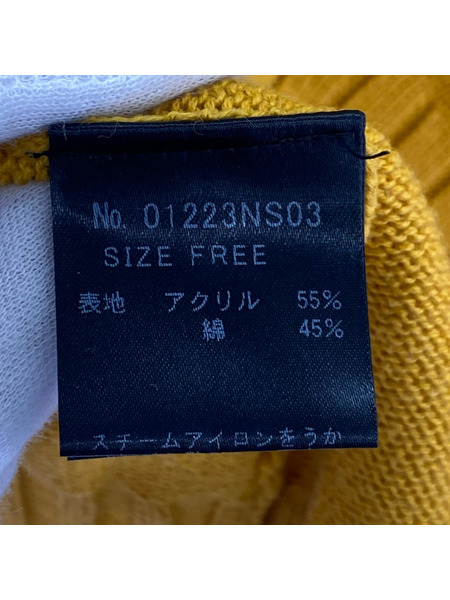 No. 01223NS03
SIZE FREE
表地 アクリル 55%
綿 45%
スチームアイロンをうか